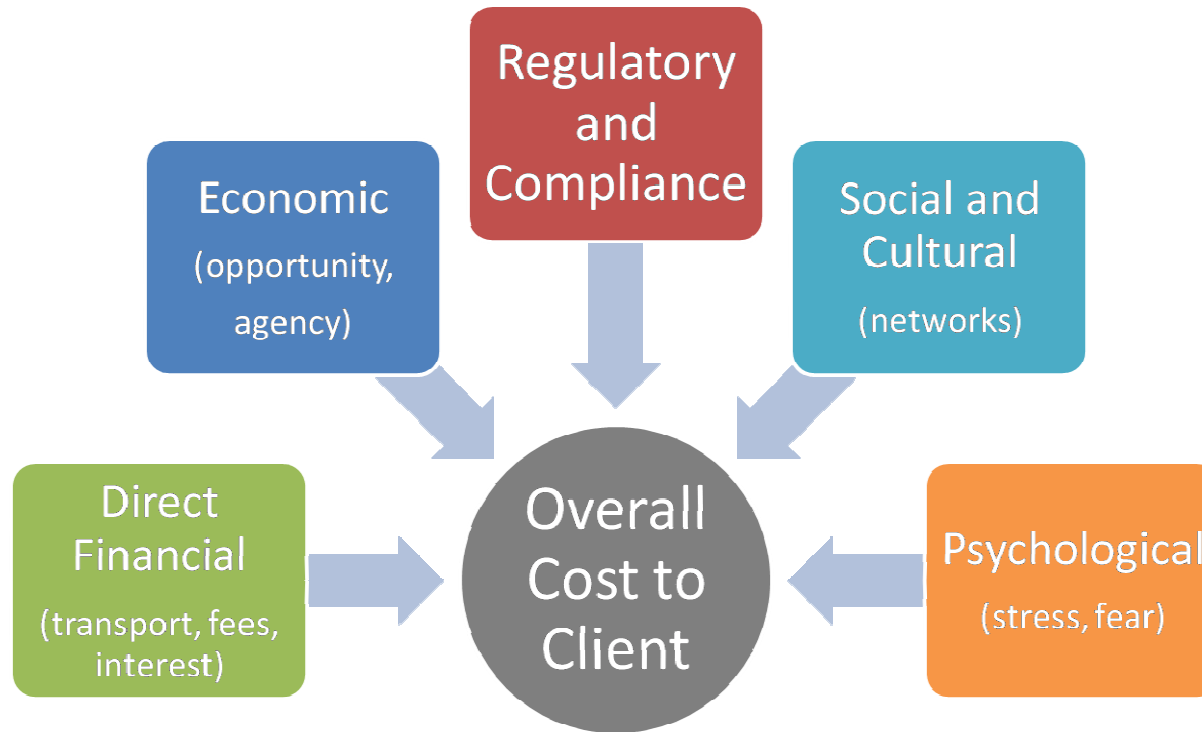 Regulatory
and
Compliance
Economic
(opportunity,
agency)
Social and
Cultural
(networks)
Direct
Financial
(transport, fees,
interest)
Overall
Cost to
Client
Psychological
(stress, fear)